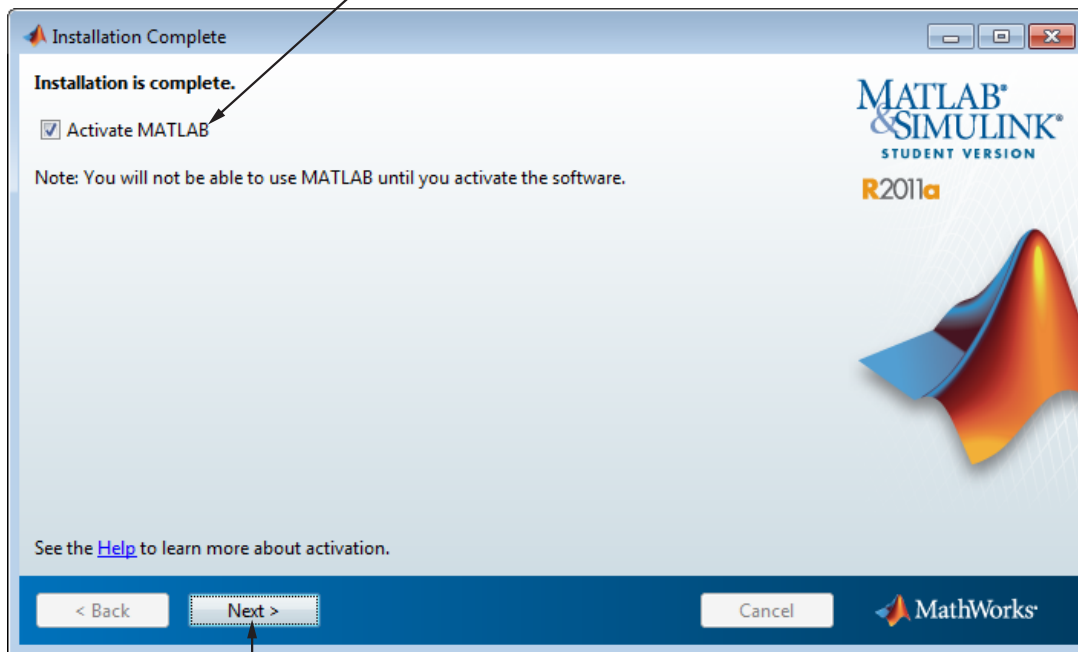 Installation Complete
Installation is complete.
Activate MATLAB
Note: You will not be able to use MATLAB until you activate the software.
MATLAB®
&SIMULINK®
STUDENT VERSION
R2011a
See the Help to learn more about activation.
< Back
Next >
Cancel
MathWorks®